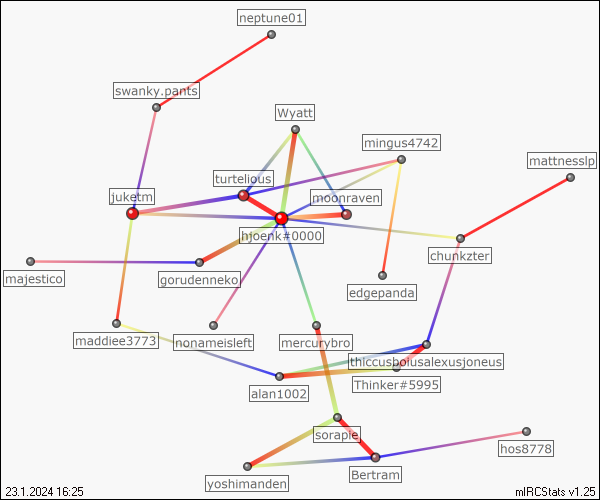 neptune01
swanky.pants
Wyatt
mingus4742
mattnesslp
turtelious
juketm
moonraven
hjoenk#0000
chunkzter
majestico
gorudenneko
edgepanda
maddiee3773
nonameisleft
mercurybro
thiccusboiusalexusjoneus
Thinker#5995
alan1002
sorapie
hos8778
yoshimanden
Bertram
23.1.2024 16:25
mIRCStats v1.25